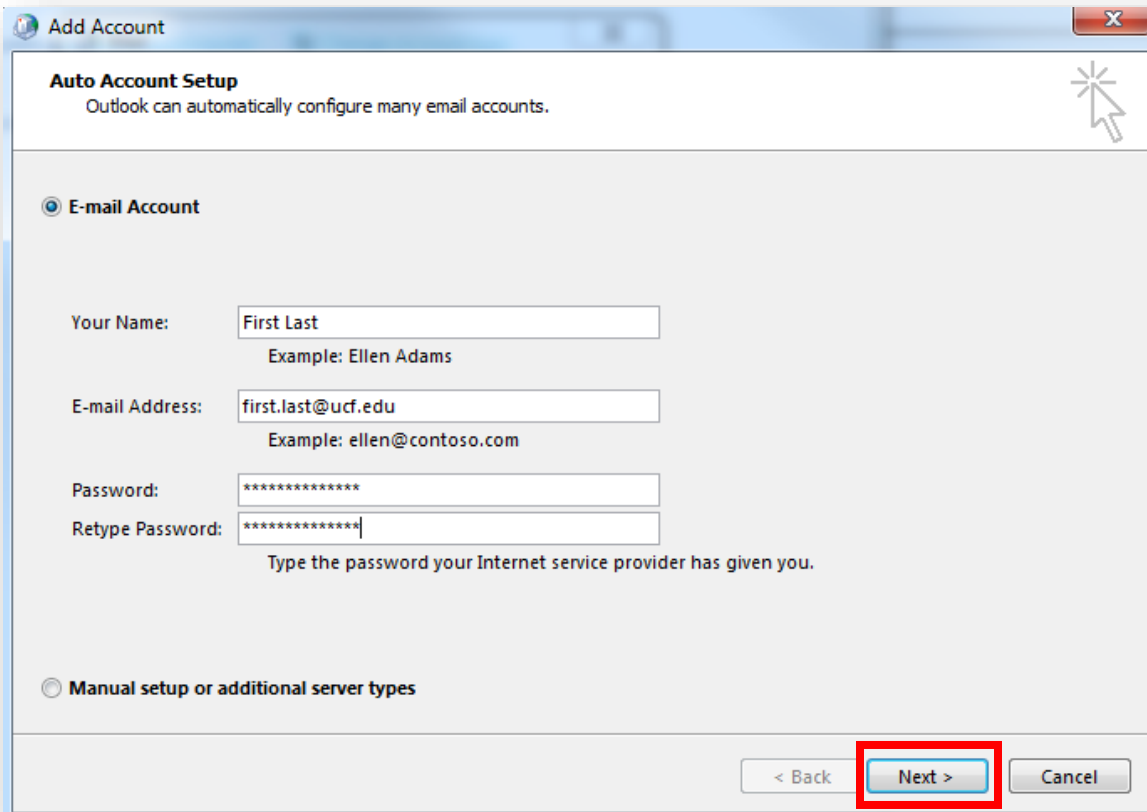 Add Account
Auto Account Setup
Outlook can automatically configure many email accounts.
E-mail Account
Your Name: First Last
Example: Ellen Adams
E-mail Address: first.last@ucf.edu
Example: ellen@contoso.com
Password: **************
Retype Password: **************
Type the password your Internet service provider has given you.
Manual setup or additional server types
< Back Next > Cancel